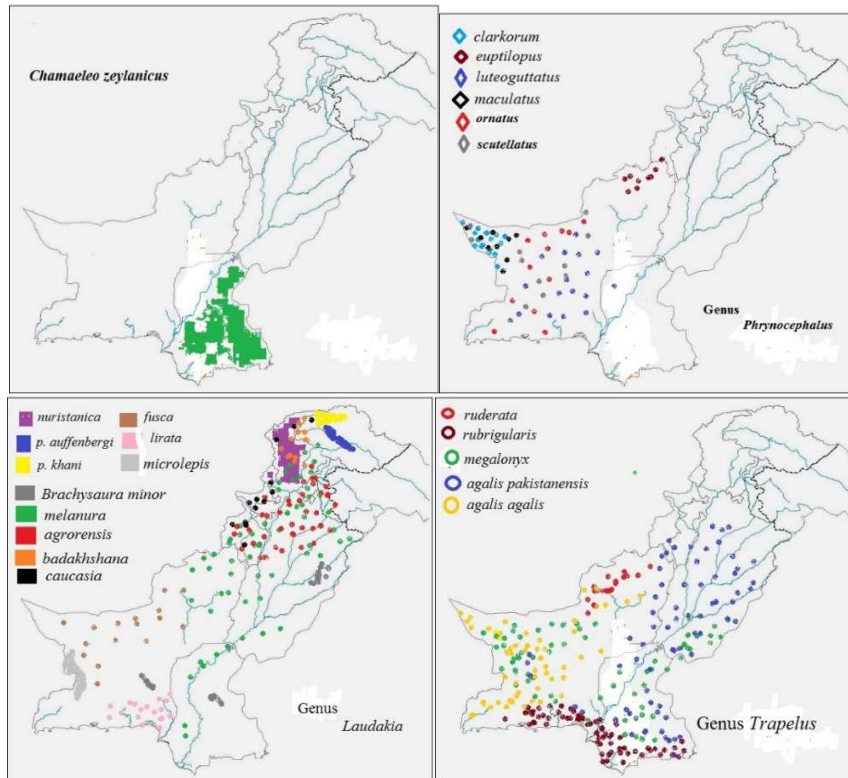 Chamaeleo zeylanicus
clarkorum
euptilopus
luteoguttatus
maculatus
ornatus
scutellatus
Genus
Phrynocephalus
nuristanica
p. auffenbergi
p. khani
fusca
lirata
microlepis
Brachysaura minor
melanura
agrorensis
badakhshana
caucasia
Genus
Laudakia
ruderata
rubrigularis
megalonyx
agalis pakistanensis
agalis agalis
Genus Trapelus